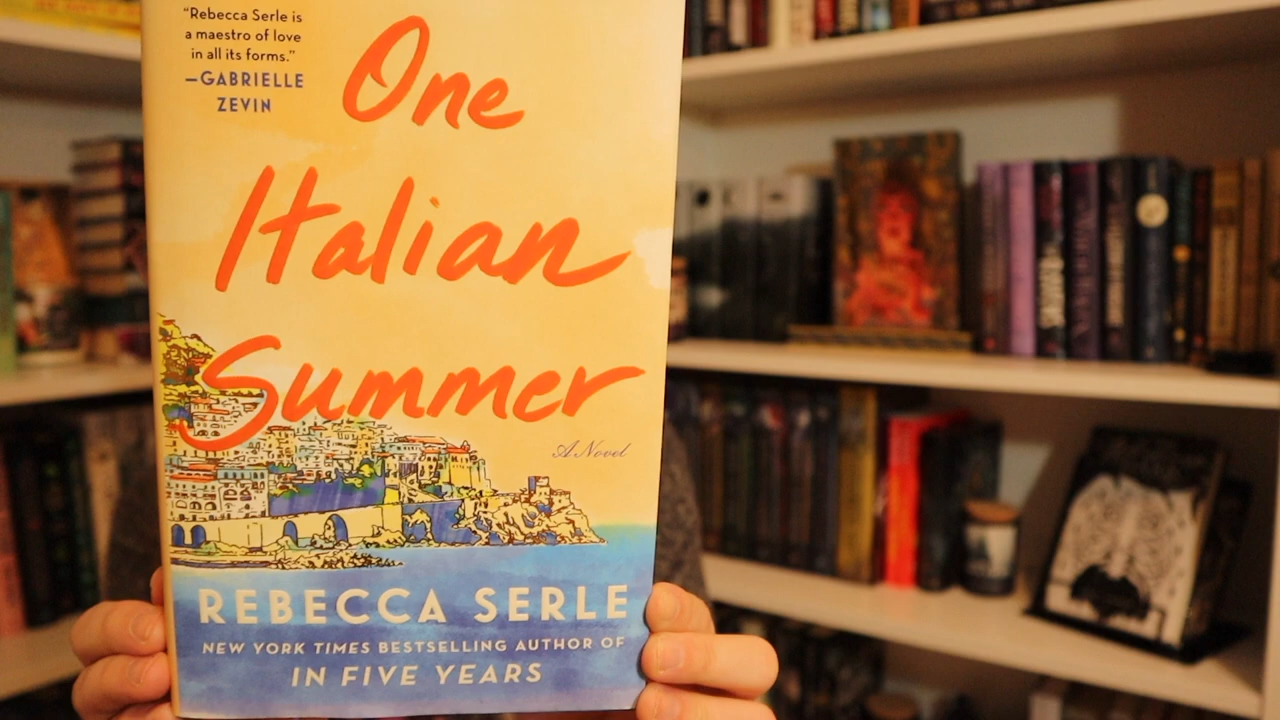 “Rebecca Serle is
a maestro of love
in all its forms.”
—GABRIELLE
ZEVIN
One
Italian
Summer
A Novel
REBECCA SERLE
NEW YORK TIMES BESTSELLING AUTHOR OF
IN FIVE YEARS